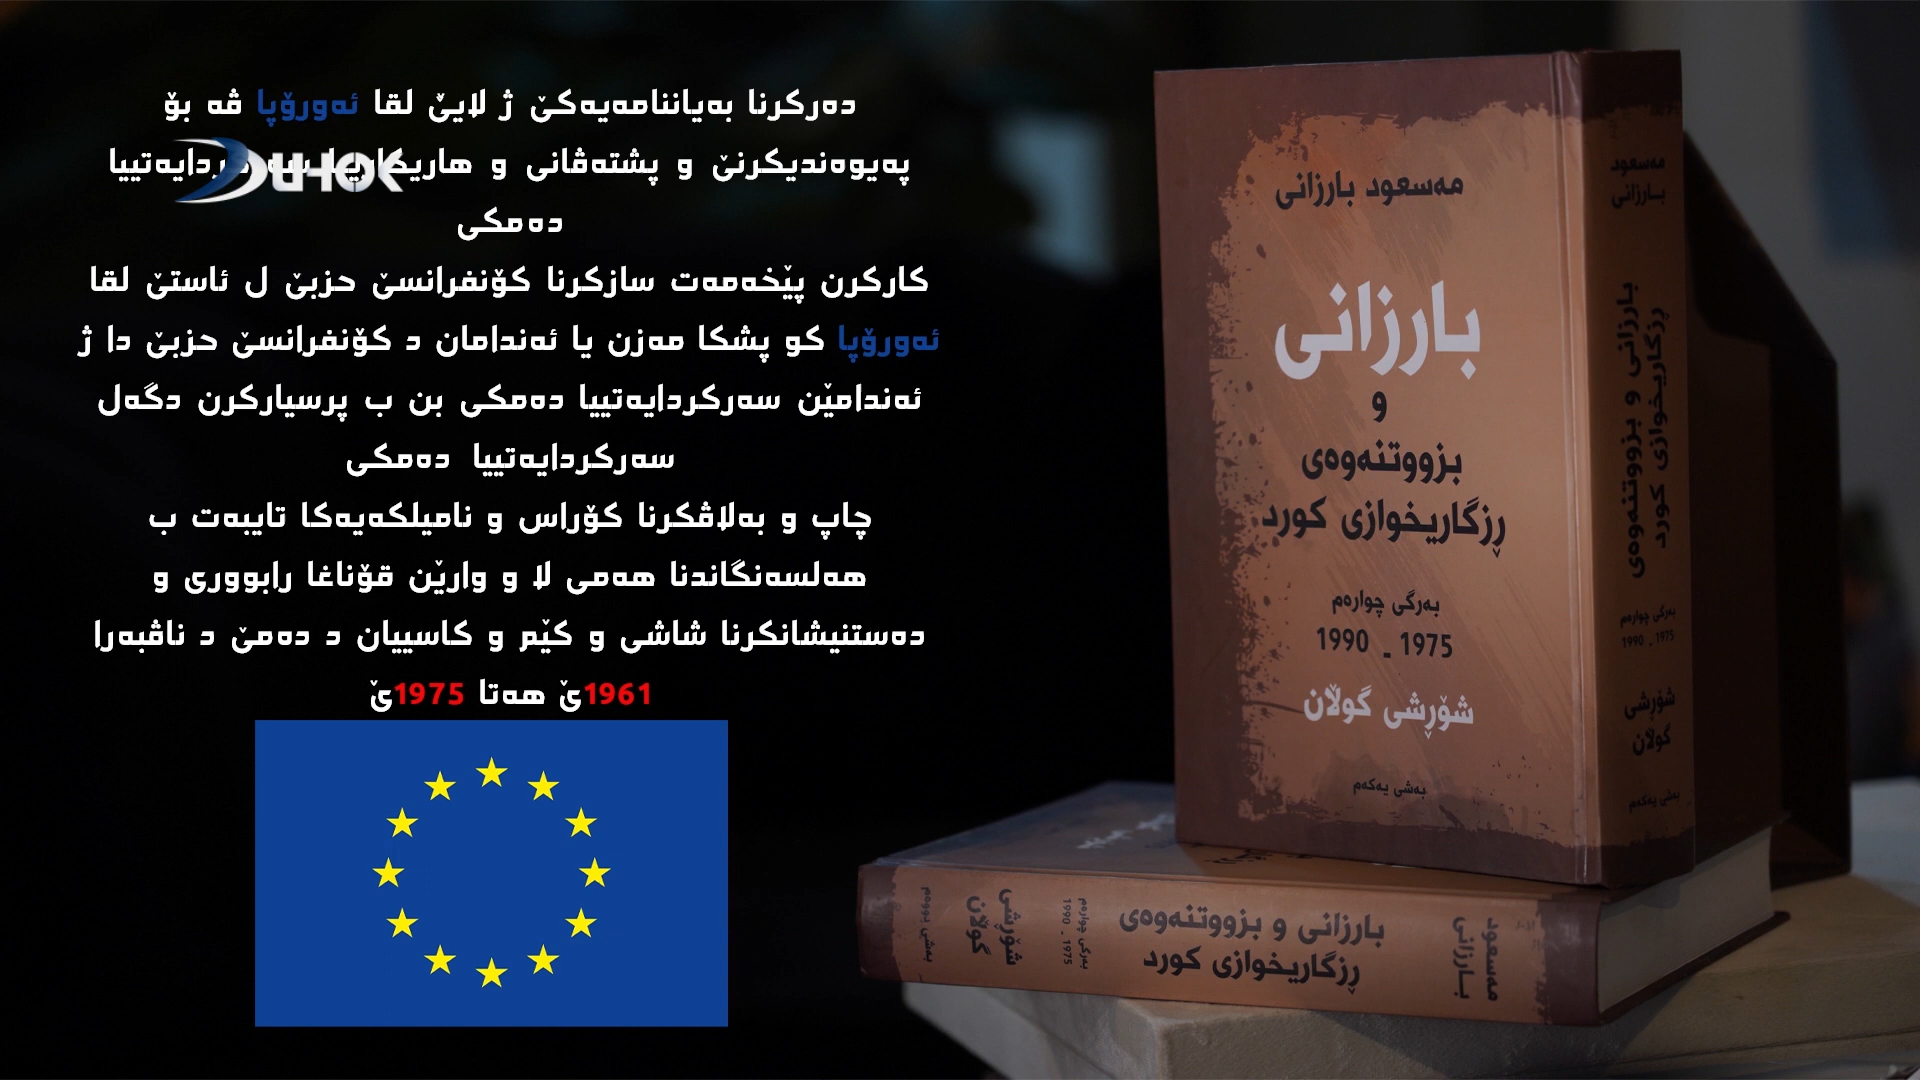 دەرکرنا بەیاننامەیەکێ ژ لایێ لقا ئەورۆپا ڤە بۆ
پەیوەندیکرنێ و پشتەڤانی و هاریکاریا سەرکردایەتییا
دەمکی
کارکرن پێخەمەت سازکرنا کۆنفرانسێ حزبێ ل ئاستێ لقا
ئەورۆپا کو پشکا مەزن یا ئەندامان د کۆنفرانسێ حزبێ دا ژ
ئەندامێن سەرکردایەتییا دەمکی بن ب پرسیارکرن دگەل
سەرکردایەتییا دەمکی
چاپ و بەلاڤکرنا کۆراس و نامیلکەیەکا تایبەت ب
هەلسەنگاندنا هەمی لا و وارێن قۆناغا رابووری و
دەستنیشانکرنا شاشی و کێم و کاسییان د دەمێ د ناڤبەرا
1961ێ هەتا 1975ێ
DUHOK
مەسعود بارزانی
بارزانی
و
بزووتنەوەی
ڕزگاریخوازی کورد
بەرگی چوارەم
1975 ـ 1990
شۆڕشی گوڵان
بەشی یەکەم
مەسعود
بارزانی
بارزانی و بزووتنەوەی
ڕزگاریخوازی کورد
بەرگی چوارەم
1975 ـ 1990
شۆڕشی
گوڵان
بەشی یەکەم
مەسعود
بارزانی
بارزانی و بزووتنەوەی
ڕزگاریخوازی کورد
بەرگی چوارەم
1975 ـ 1990
شۆڕشی
گوڵان
بەشی دووەم